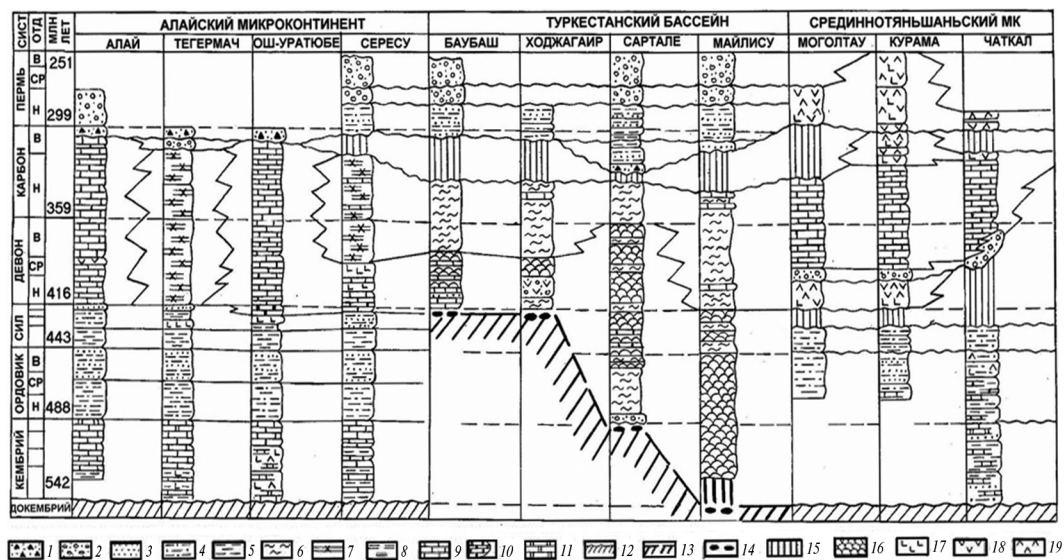 СИСТ ОТД МЛН ЛЕТ
АЛАЙСКИЙ МИКРОКОНТИНЕНТ ТУРКЕСТАНСКИЙ БАССЕЙН СРЕДИННОТЯНЬШАНЬСКИЙ МК
АЛАЙ ТЕГЕРМАЧ ОШ-УРАТЮБЕ СЕРЕСУ БАУБАШ ХОДЖАГАИР САРТАЛЕ МАЙЛИСУ МОГОЛТАУ КУРАМА ЧАТКАЛ
ПЕРМЬ
В 251
СР
Н 299
КАРБОН
В
Н 359
ДЕВОН
В
СР
Н 416
СИЛ 443
ОРДОВИК
В
СР
Н 488
КЕМБРИЙ 542
ДОКЕМБРИЙ
1 2 3 4 5 6 7 8 9 10 11 12 13 14 15 16 17 18 19